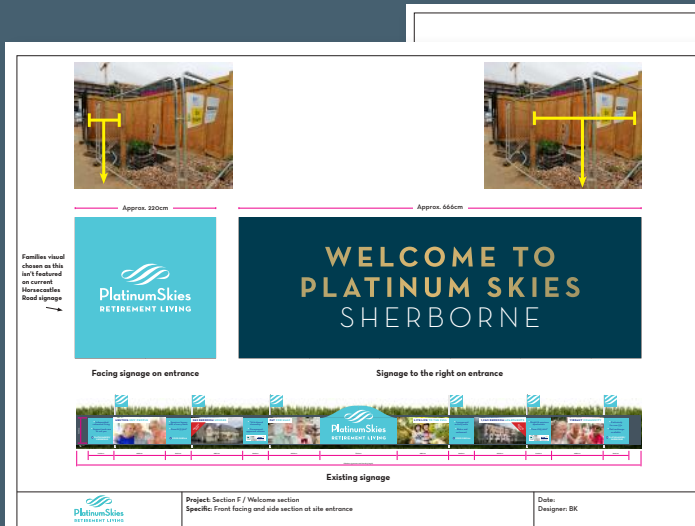 Approx. 220cm
Approx. 666cm
Families visual
chosen as this
isn't featured
on current
Horsecastles
Road signage
PlatinumSkies
RETIREMENT LIVING
WELCOME TO
PLATINUM SKIES
SHERBORNE
Facing signage on entrance
Signage to the right on entrance
PlatinumSkies
RETIREMENT LIVING
Existing signage
PlatinumSkies
RETIREMENT LIVING
Project: Section F / Welcome section
Specific: Front facing and side section at site entrance
Date:
Designer: BK